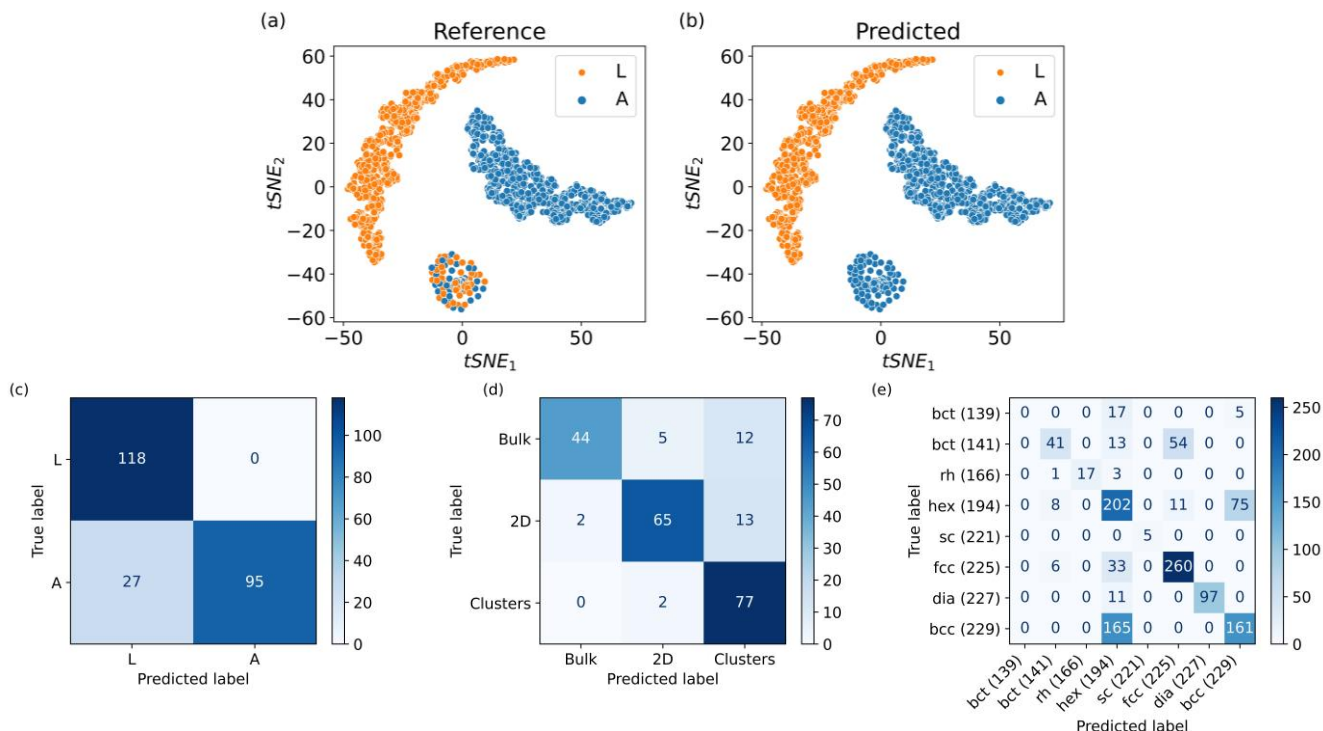 (a)
Reference
60
40
20
0
−20
−40
−60
tSNE2
−50
0
50
tSNE1
L
A
(b)
Predicted
60
40
20
0
−20
−40
−60
tSNE2
−50
0
50
tSNE1
L
A
(c)
True label
L 118 0
A 27 95
L A
Predicted label
100
80
60
40
20
0
(d)
True label
Bulk 44 5 12
2D 2 65 13
Clusters 0 2 77
Bulk 2D Clusters
Predicted label
70
60
50
40
30
20
10
0
(e)
True label
bct (139) 0 0 0 17 0 0 0 5
bct (141) 0 41 0 13 0 54 0 0
rh (166) 0 1 17 3 0 0 0 0
hex (194) 0 8 0 202 0 11 0 75
sc (221) 0 0 0 0 5 0 0 0
fcc (225) 0 6 0 33 0 260 0 0
dia (227) 0 0 0 11 0 0 97 0
bcc (229) 0 0 0 165 0 0 0 161
bct (139) bct (141) rh (166) hex (194) sc (221) fcc (225) dia (227) bcc (229)
Predicted label
250
200
150
100
50
0